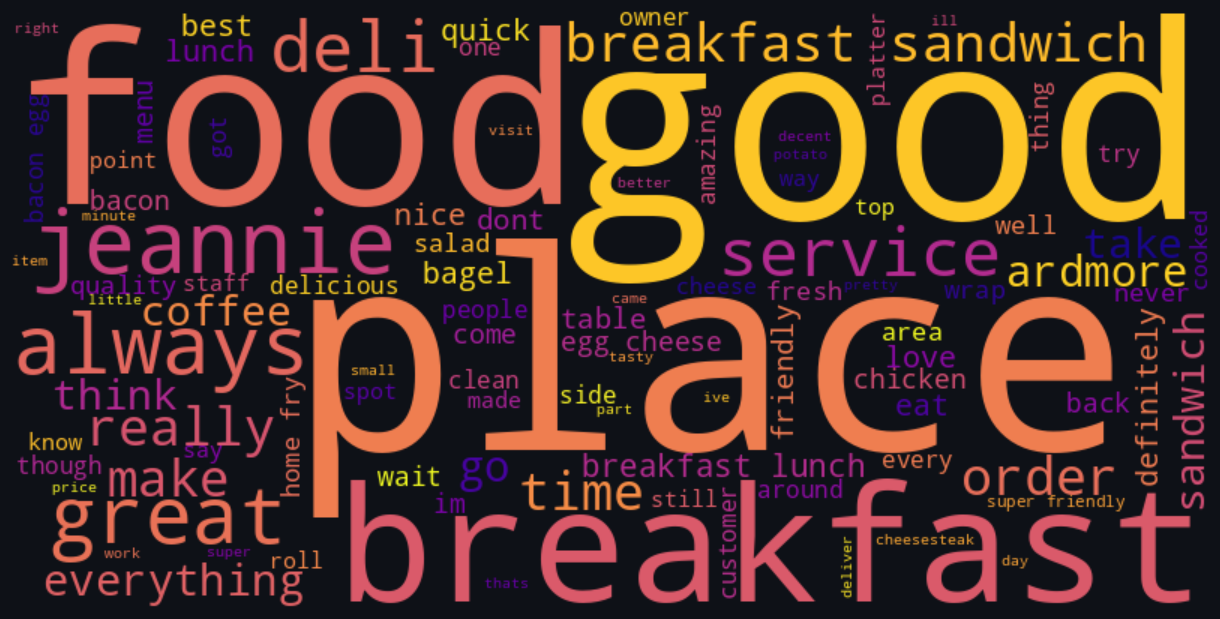 right
best
lunch
deli
quick
one
owner
breakfast sandwich
platter
ill
food
good
bacon egg
menu
got
point
visit
amazing
decent
potato
way
thing
try
better
bacon
minute
jeannie
nice
dont
top
service
well
take
cooked
item
salad
bagel
ardmore
quality
staff
delicious
cheese
fresh
pretty
wrap
never
little
coffee
people
come
came
place
always
table
egg cheese
tasty
friendly
area
love
chicken
definitely
sandwich
small
spot
clean
made
side
part
ive
eat
back
think
really
home fry
know
say
though
make
price
wait
go
im
time
breakfast lunch
still
around
every
order
super friendly
great
customer
breakfast
deliver
cheesesteak
day
work
super
roll
everything
thats